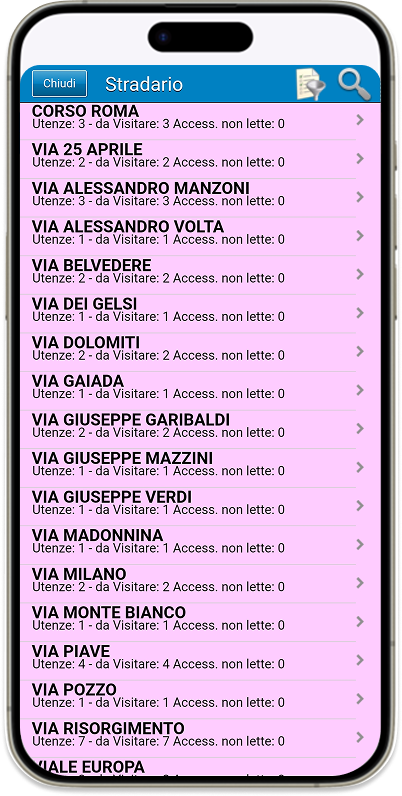 Chiudi
Stradario
CORSO ROMA
Utenze: 3 - da Visitare: 3 Access. non lette: 0
VIA 25 APRILE
Utenze: 2 - da Visitare: 2 Access. non lette: 0
VIA ALESSANDRO MANZONI
Utenze: 3 - da Visitare: 3 Access. non lette: 0
VIA ALESSANDRO VOLTA
Utenze: 1 - da Visitare: 1 Access. non lette: 0
VIA BELVEDERE
Utenze: 2 - da Visitare: 2 Access. non lette: 0
VIA DEI GELSI
Utenze: 1 - da Visitare: 1 Access. non lette: 0
VIA DOLOMITI
Utenze: 2 - da Visitare: 2 Access. non lette: 0
VIA GAIADA
Utenze: 1 - da Visitare: 1 Access. non lette: 0
VIA GIUSEPPE GARIBALDI
Utenze: 2 - da Visitare: 2 Access. non lette: 0
VIA GIUSEPPE MAZZINI
Utenze: 1 - da Visitare: 1 Access. non lette: 0
VIA GIUSEPPE VERDI
Utenze: 1 - da Visitare: 1 Access. non lette: 0
VIA MADONNINA
Utenze: 1 - da Visitare: 1 Access. non lette: 0
VIA MILANO
Utenze: 2 - da Visitare: 2 Access. non lette: 0
VIA MONTE BIANCO
Utenze: 1 - da Visitare: 1 Access. non lette: 0
VIA PIAVE
Utenze: 4 - da Visitare: 4 Access. non lette: 0
VIA POZZO
Utenze: 1 - da Visitare: 1 Access. non lette: 0
VIA RISORGIMENTO
Utenze: 7 - da Visitare: 7 Access. non lette: 0
VIALE EUROPA